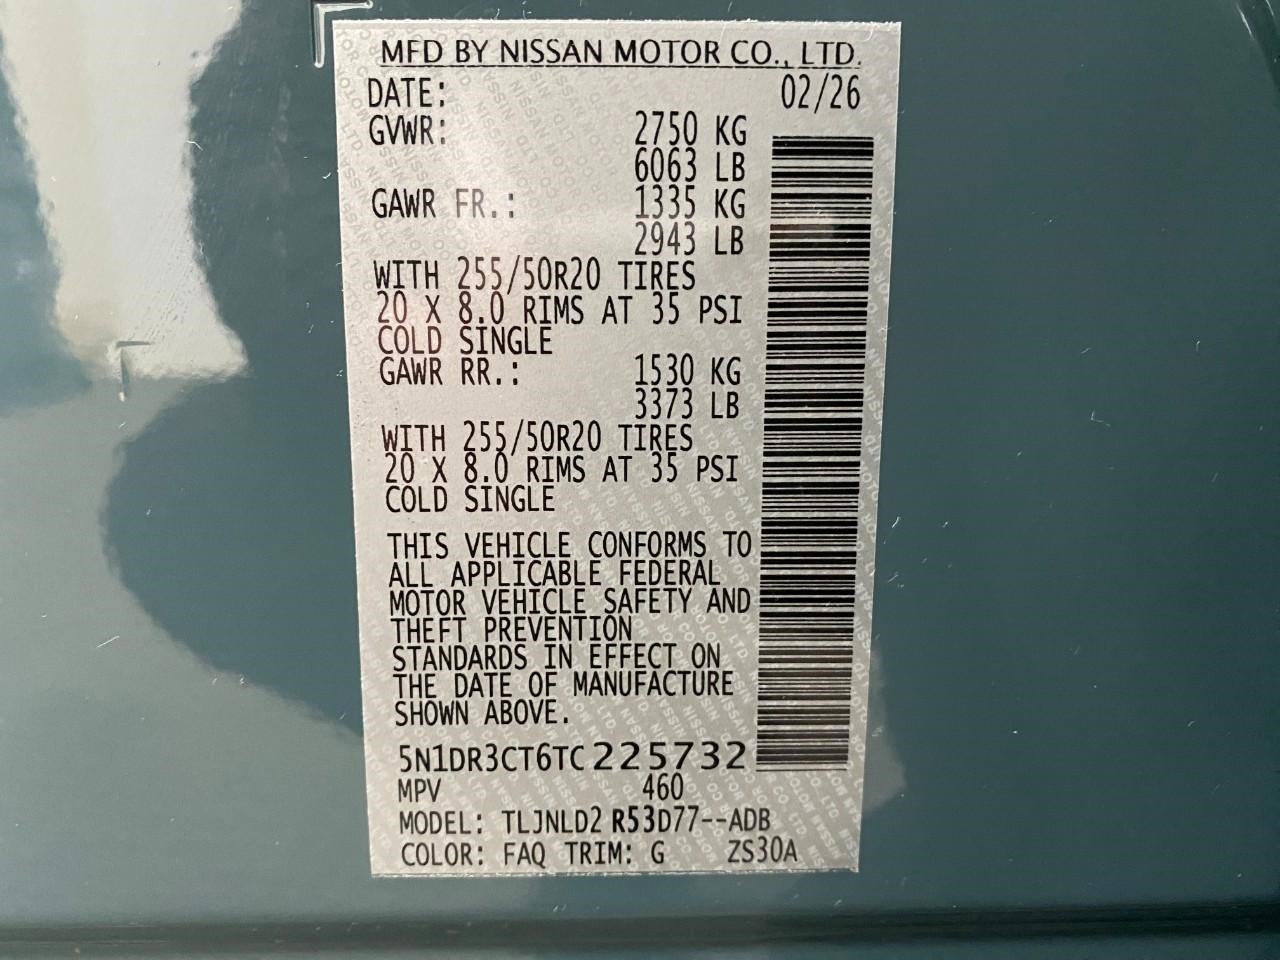 MFD BY NISSAN MOTOR CO., LTD.
DATE: 02/26
GVWR: 2750 KG
6063 LB
GAWR FR.: 1335 KG
2943 LB
WITH 255/50R20 TIRES
20 X 8.0 RIMS AT 35 PSI
COLD SINGLE
GAWR RR.: 1530 KG
3373 LB
WITH 255/50R20 TIRES
20 X 8.0 RIMS AT 35 PSI
COLD SINGLE
THIS VEHICLE CONFORMS TO
ALL APPLICABLE FEDERAL
MOTOR VEHICLE SAFETY AND
THEFT PREVENTION
STANDARDS IN EFFECT ON
THE DATE OF MANUFACTURE
SHOWN ABOVE.
5N1DR3CT6TC225732
MPV 460
MODEL: TLJNLD2 R53D77--ADB
COLOR: FAQ TRIM: G ZS30A